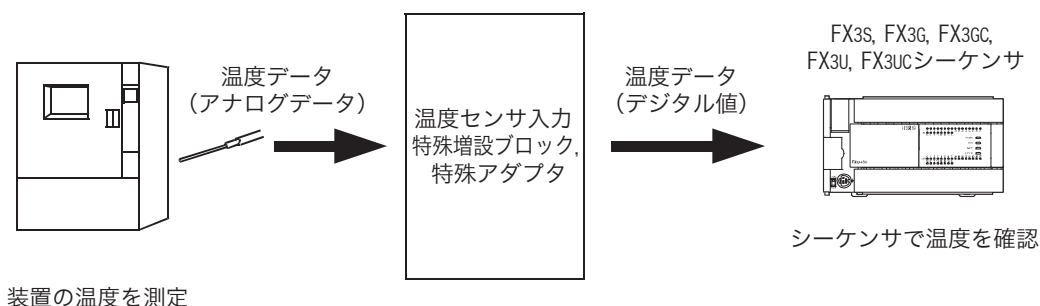 温度データ
（アナログデータ）
温度センサ入力
特殊増設ブロック,
特殊アダプタ
温度データ
（デジタル値）
FX3S, FX3G, FX3GC,
FX3U, FX3UCシーケンサ
シーケンサで温度を確認
装置の温度を測定